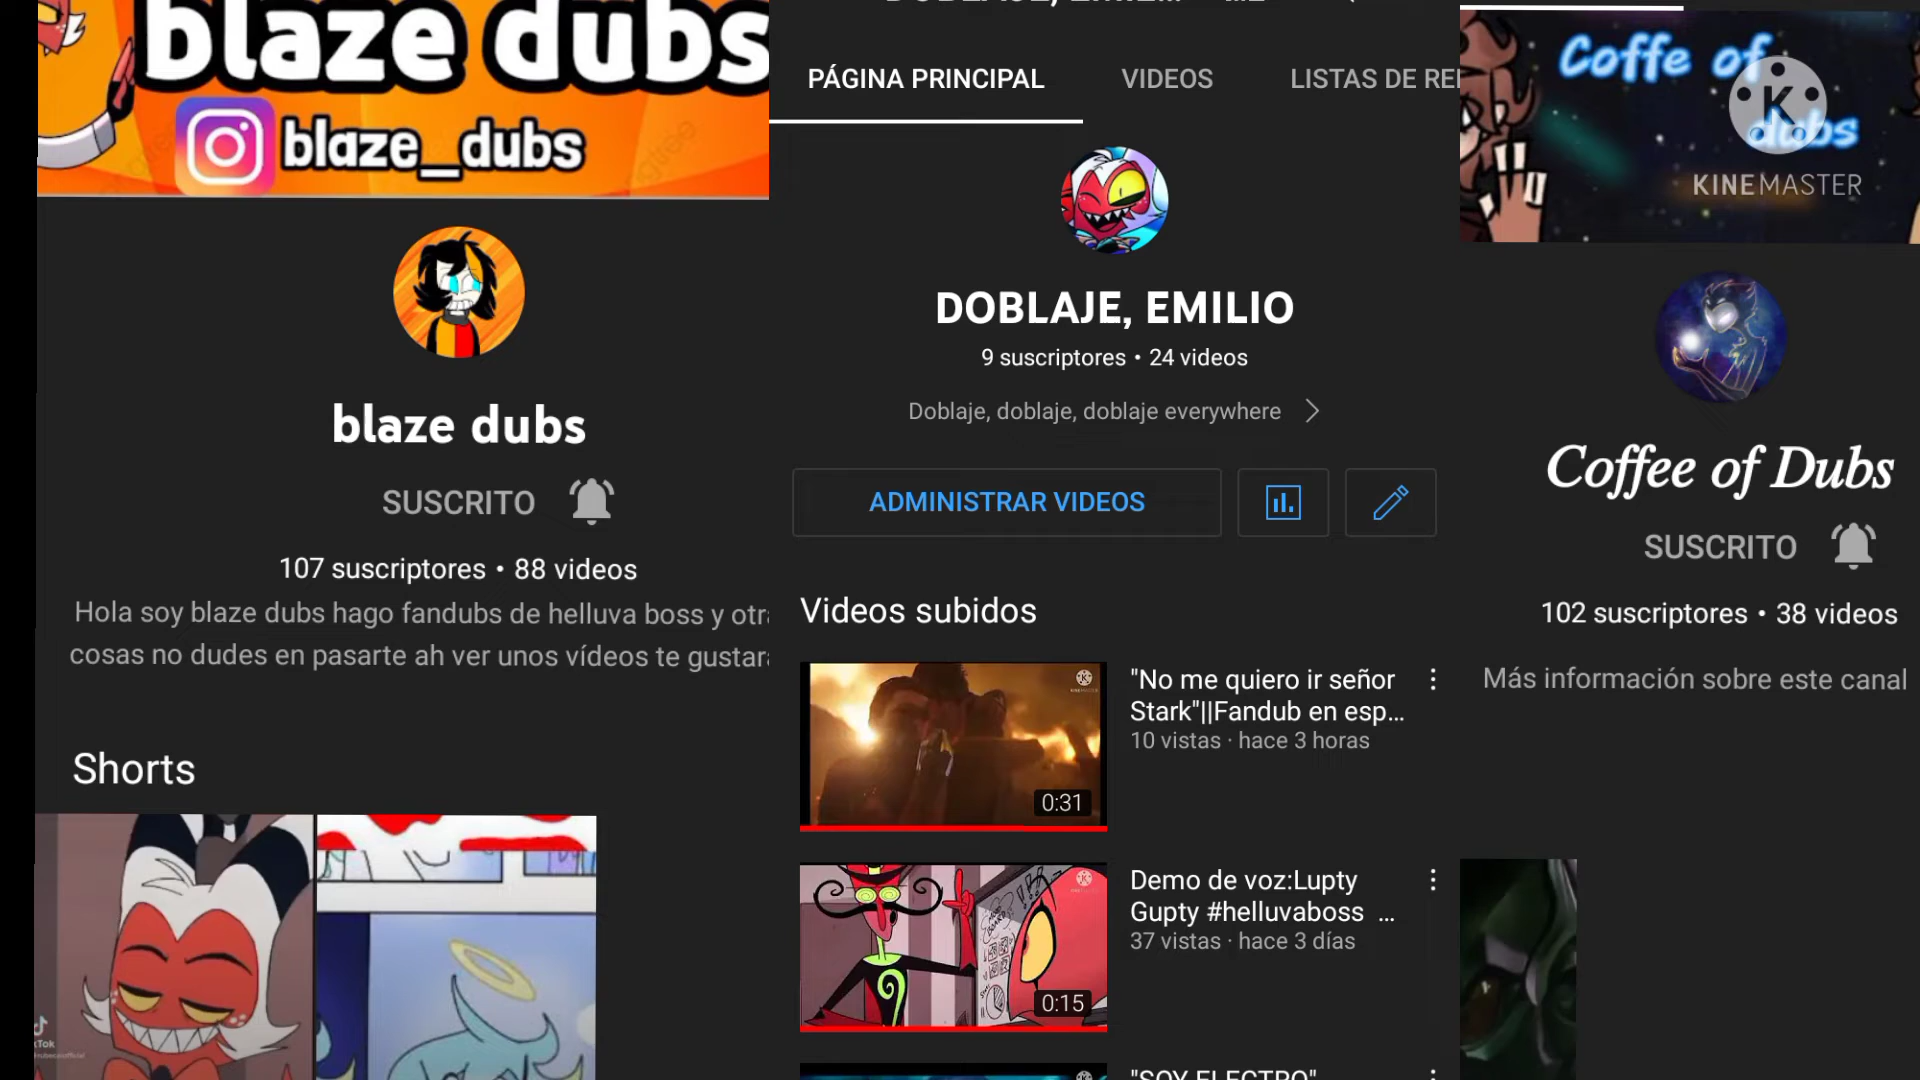 blaze dubs
blaze_dubs
blaze dubs
SUSCRITO
107 suscriptores • 88 videos
Hola soy blaze dubs hago fandubs de helluva boss y otra
cosas no dudes en pasarte ah ver unos vídeos te gustar
Shorts
PÁGINA PRINCIPAL
VIDEOS
LISTAS DE RE
DOBLAJE, EMILIO
9 suscriptores • 24 videos
Doblaje, doblaje, doblaje everywhere
ADMINISTRAR VIDEOS
Videos subidos
0:31
"No me quiero ir señor
Stark"||Fandub en esp...
10 vistas · hace 3 horas
0:15
Demo de voz:Lupty
Gupty #helluvaboss ...
37 vistas · hace 3 días
"SOY ELECTRO"
Coffe of
dubs
K
KINEMASTER
Coffee of Dubs
SUSCRITO
102 suscriptores • 38 videos
Más información sobre este canal